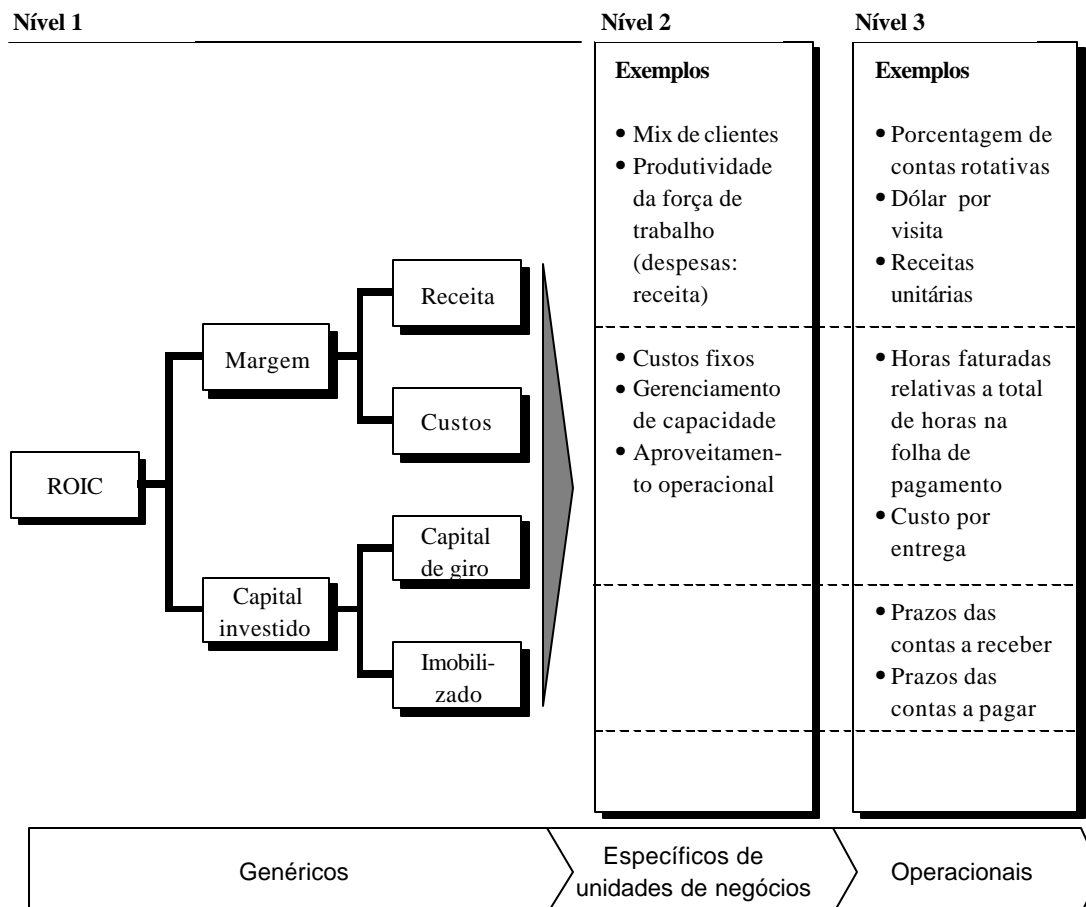 Nível 1
Nível 2
Nível 3
ROIC
Margem
Capital
investido
Receita
Custos
Capital
de giro
Imobili-
zado
Exemplos
• Mix de clientes
• Produtividade
da força de
trabalho
(despesas:
receita)
• Custos fixos
• Gerenciamento
de capacidade
• Aproveitamen-
to operacional
Exemplos
• Porcentagem de
contas rotativas
• Dólar por
visita
• Receitas
unitárias
• Horas faturadas
relativas a total
de horas na
folha de
pagamento
• Custo por
entrega
• Prazos das
contas a receber
• Prazos das
contas a pagar
Genéricos
Específicos de
unidades de negócios
Operacionais